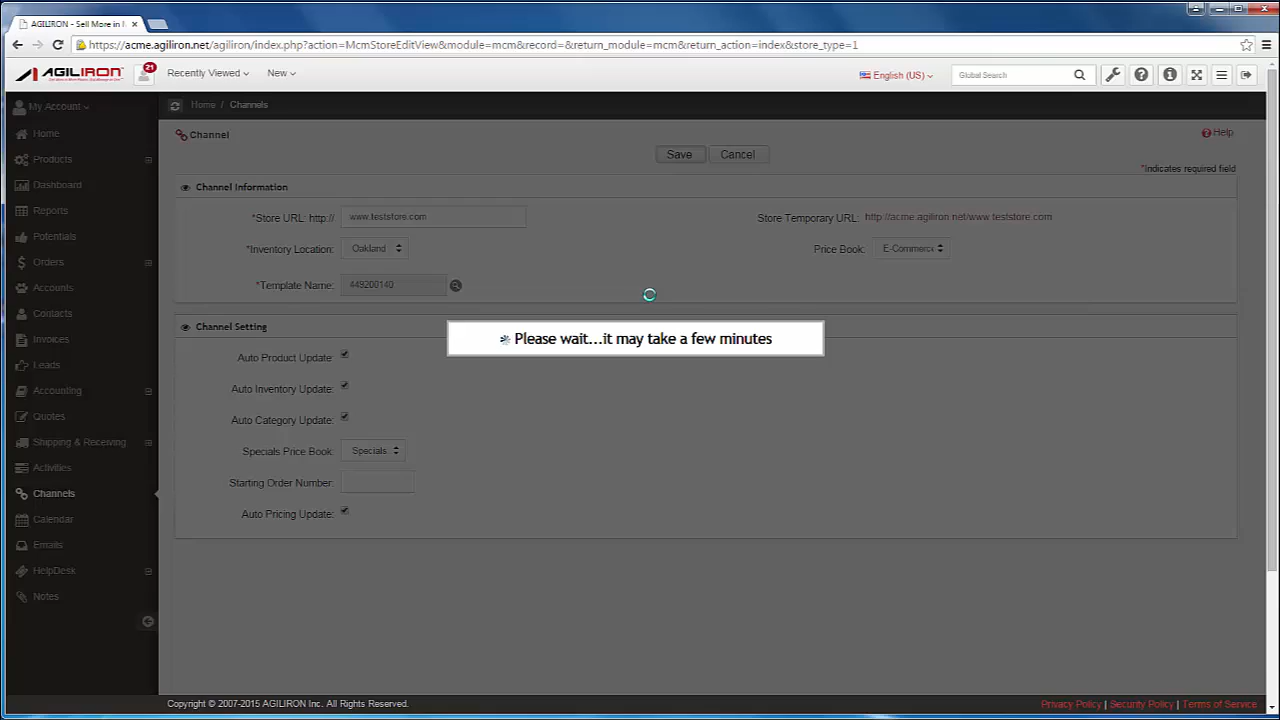 AGILIRON - Sell More in
https://acme.agiliron.net/agiliron/index.php?action=McmStoreEditView&module=mcm&record=&return_module=mcm&return_action=index&store_type=1
AGILIRON
21
Recently Viewed
New
English (US)
Global Search
My Account
Home / Channels
Home
Channel
Help
Products
Save
Cancel
*Indicates required field
Dashboard
Channel Information
Reports
*Store URL: http://
www.teststore.com
Store Temporary URL:
http://acme.agiliron.net/www.teststore.com
Potentials
*Inventory Location:
Oakland
Price Book:
E-Commerc
Orders
Accounts
*Template Name:
449200140
Contacts
Channel Setting
Invoices
Please wait...it may take a few minutes
Auto Product Update:
Leads
Auto Inventory Update:
Accounting
Auto Category Update:
Quotes
Specials Price Book:
Specials
Shipping & Receiving
Activities
Starting Order Number:
Channels
Auto Pricing Update:
Calendar
Emails
HelpDesk
Notes
Copyright © 2007-2015 AGILIRON Inc. All Rights Reserved.
Privacy Policy | Security Policy | Terms of Service